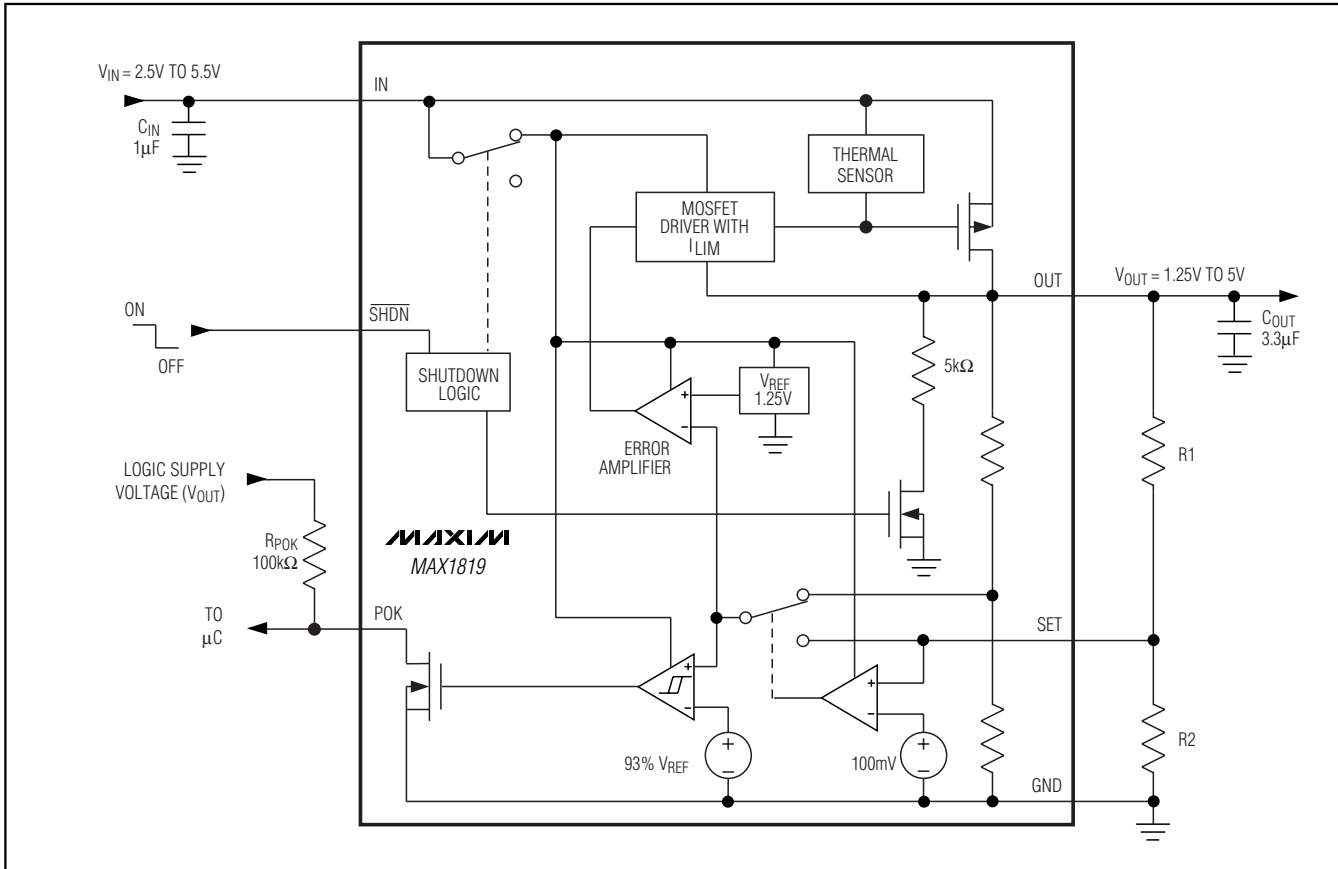 V_IN = 2.5V TO 5.5V
IN
C_IN
1μF
THERMAL
SENSOR
MOSFET
DRIVER WITH
I_LIM
OUT
V_OUT = 1.25V TO 5V
C_OUT
3.3μF
ON
OFF
SHDN
SHUTDOWN
LOGIC
+
−
V_REF
1.25V
5kΩ
ERROR
AMPLIFIER
R1
LOGIC SUPPLY
VOLTAGE (V_OUT)
R_POK
100kΩ
MAXIM
MAX1819
TO
μC
POK
SET
+
−
+
−
+
−
93% V_REF
+
−
100mV
R2
GND